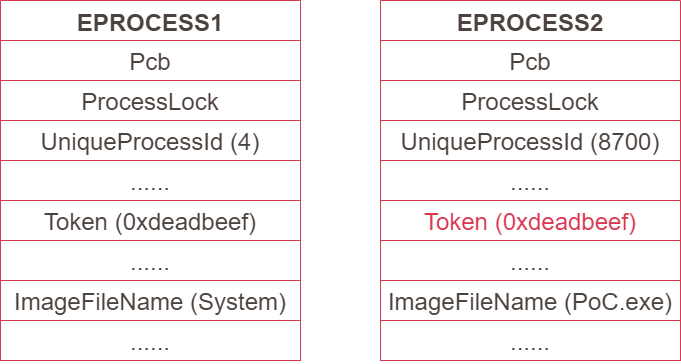 EPROCESS1
Pcb
ProcessLock
UniqueProcessId (4)
......
Token (0xdeadbeef)
......
ImageFileName (System)
......
EPROCESS2
Pcb
ProcessLock
UniqueProcessId (8700)
......
Token (0xdeadbeef)
......
ImageFileName (PoC.exe)
......